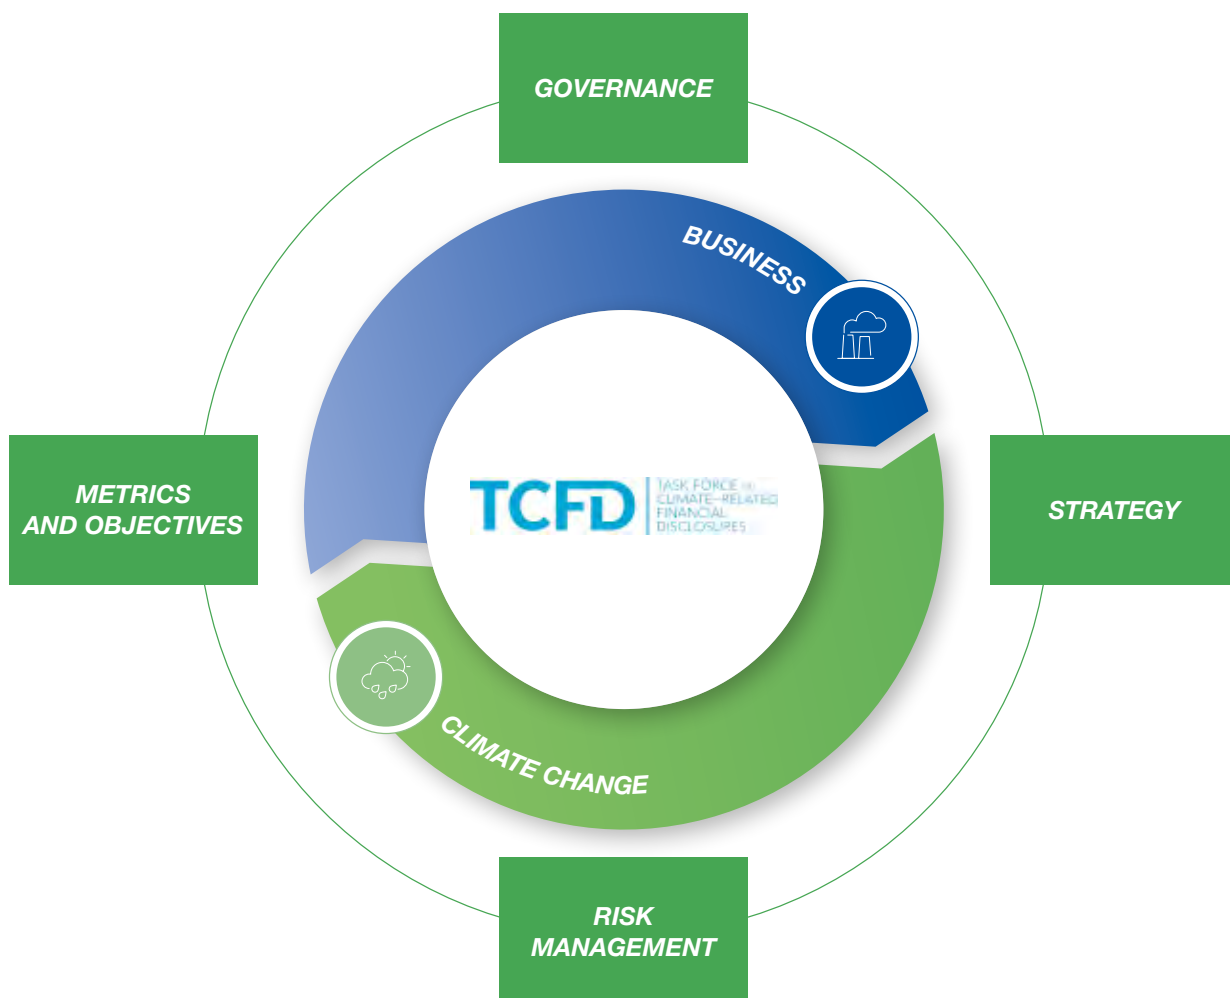 GOVERNANCE
BUSINESS
METRICS
AND OBJECTIVES
TCFD
TASK FORCE ON
CLIMATE-RELATED
FINANCIAL
DISCLOSURES
STRATEGY
CLIMATE CHANGE
RISK
MANAGEMENT